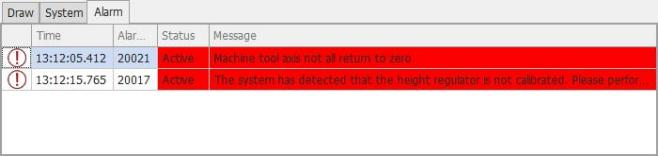 Draw System Alarm
Time Alar... Status Message
13:12:05.412 20021 Active Machine tool axis not all return to zero
13:12:15.765 20017 Active The system has detected that the height regulator is not calibrated. Please perfor...